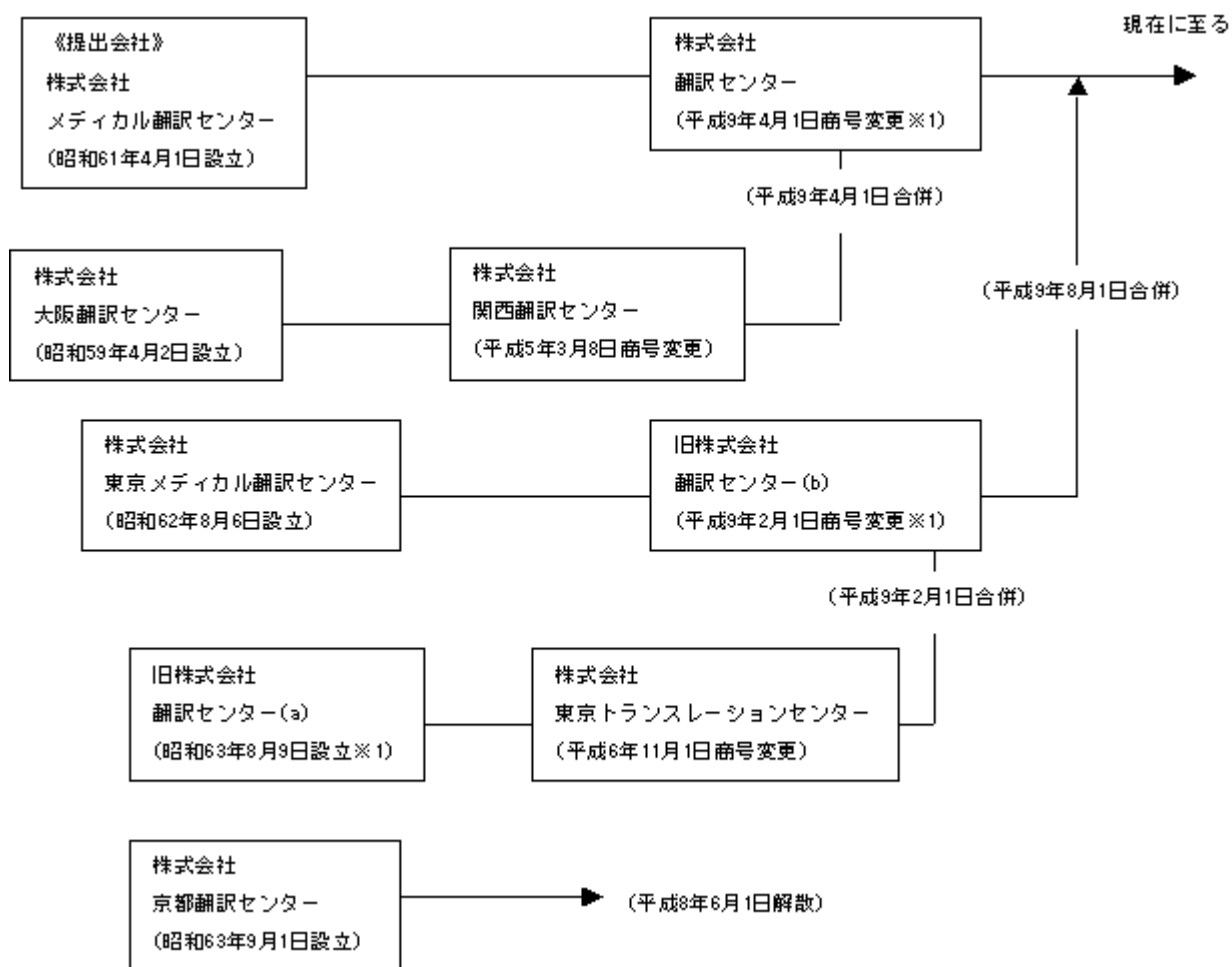 現在に至る
《提出会社》
株式会社
メディカル翻訳センター
(昭和61年4月1日設立)
株式会社
翻訳センター
(平成9年4月1日商号変更※1)
(平成9年4月1日合併)
株式会社
大阪翻訳センター
(昭和59年4月2日設立)
株式会社
関西翻訳センター
(平成5年3月8日商号変更)
(平成9年8月1日合併)
株式会社
東京メディカル翻訳センター
(昭和62年8月6日設立)
旧株式会社
翻訳センター(b)
(平成9年2月1日商号変更※1)
(平成9年2月1日合併)
旧株式会社
翻訳センター(a)
(昭和63年8月9日設立※1)
株式会社
東京トランスレーションセンター
(平成6年11月1日商号変更)
株式会社
京都翻訳センター
(昭和63年9月1日設立)
(平成8年6月1日解散)